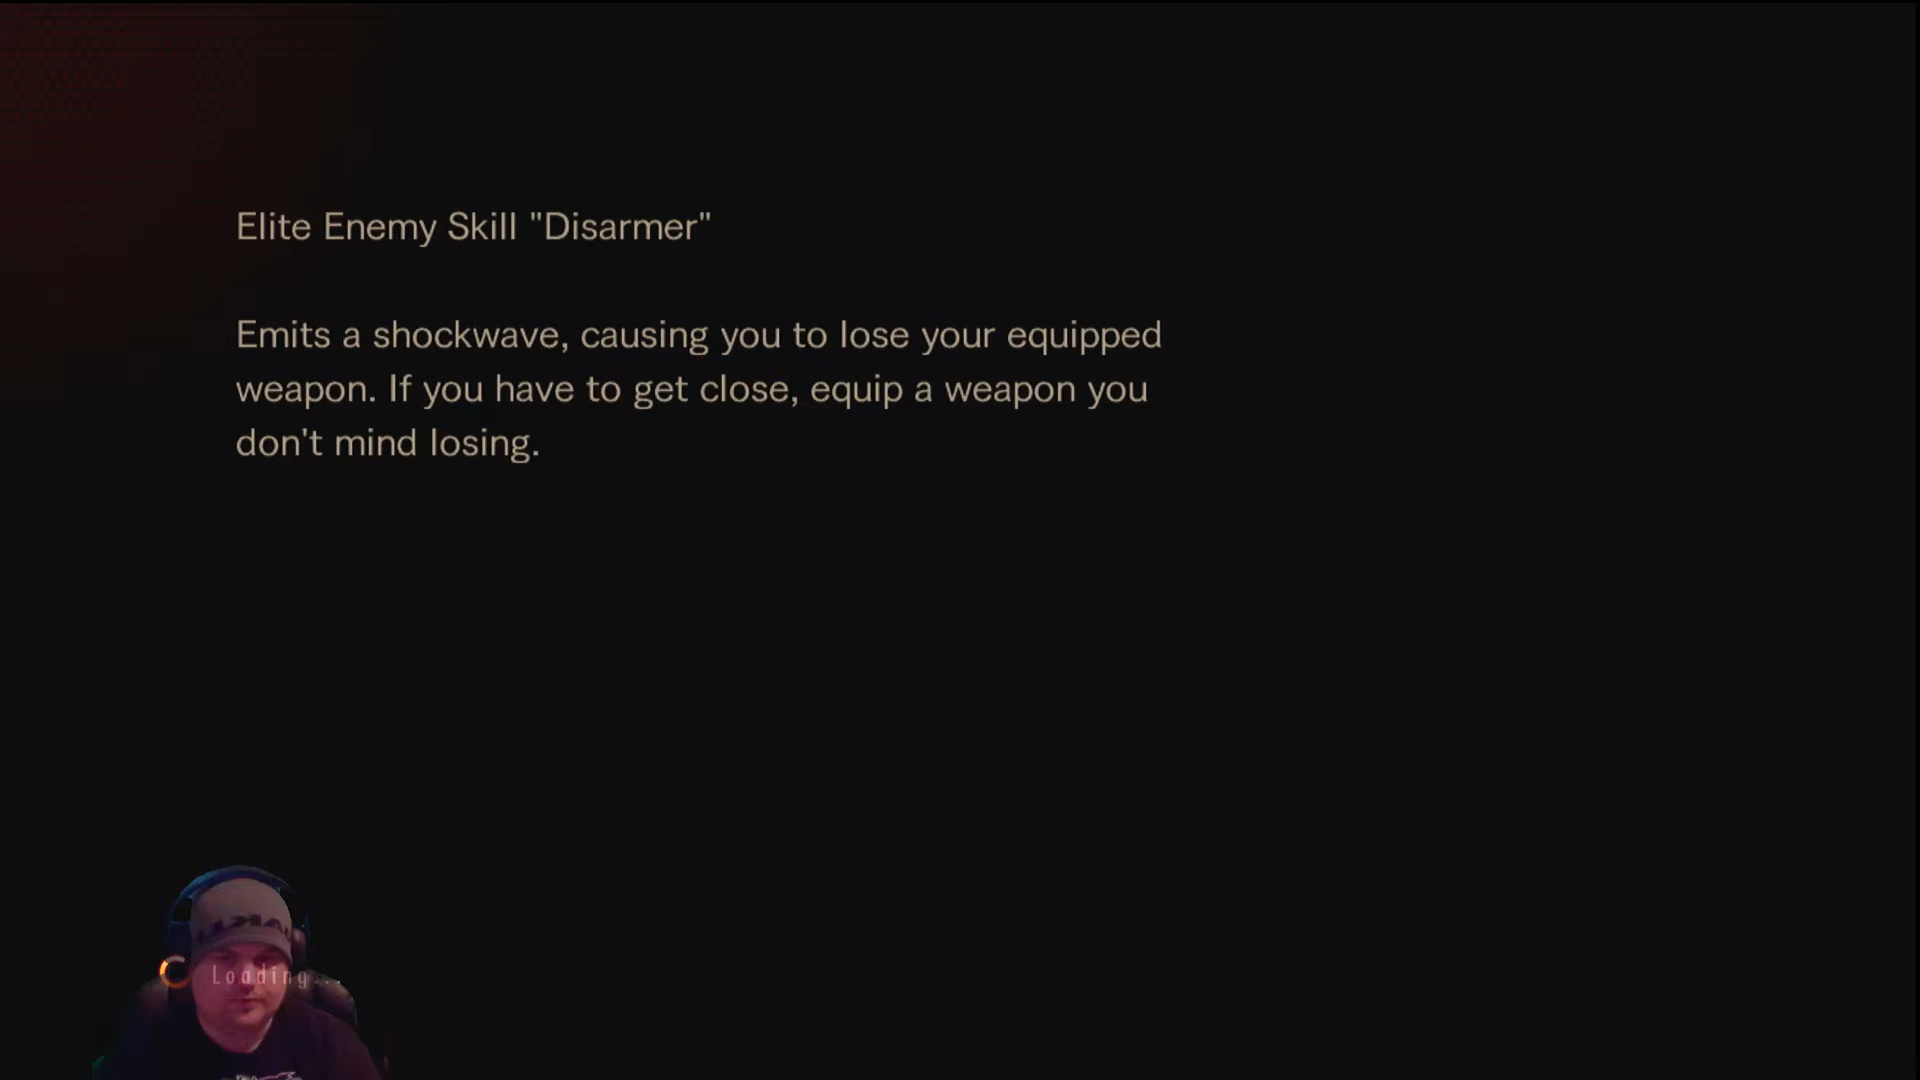 Elite Enemy Skill "Disarmer"
Emits a shockwave, causing you to lose your equipped
weapon. If you have to get close, equip a weapon you
don't mind losing.
Loading...